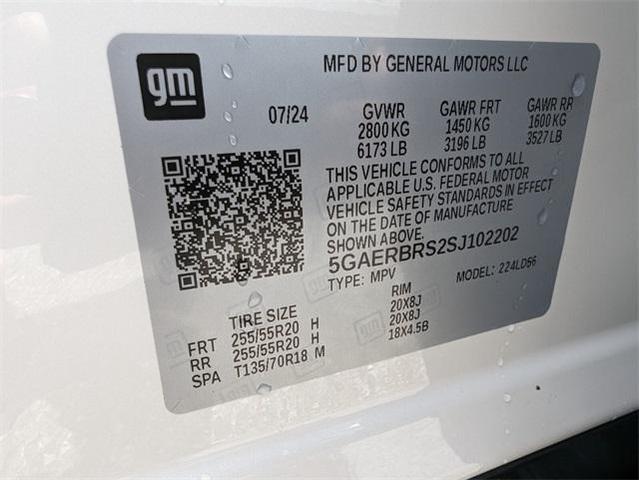 gm
MFD BY GENERAL MOTORS LLC
07/24 GVWR GAWR FRT GAWR RR
2800 KG 1450 KG 1600 KG
6173 LB 3196 LB 3527 LB
THIS VEHICLE CONFORMS TO ALL
APPLICABLE U.S. FEDERAL MOTOR
VEHICLE SAFETY STANDARDS IN EFFECT
ON THE DATE OF MANUFACTURE
SHOWN ABOVE.
5GAERBRS2SJ102202
TYPE: MPV MODEL: 224LD56
TIRE SIZE RIM
FRT 255/55R20 H 20X8J
RR 255/55R20 H 20X8J
SPA T135/70R18 M 18X4.5B